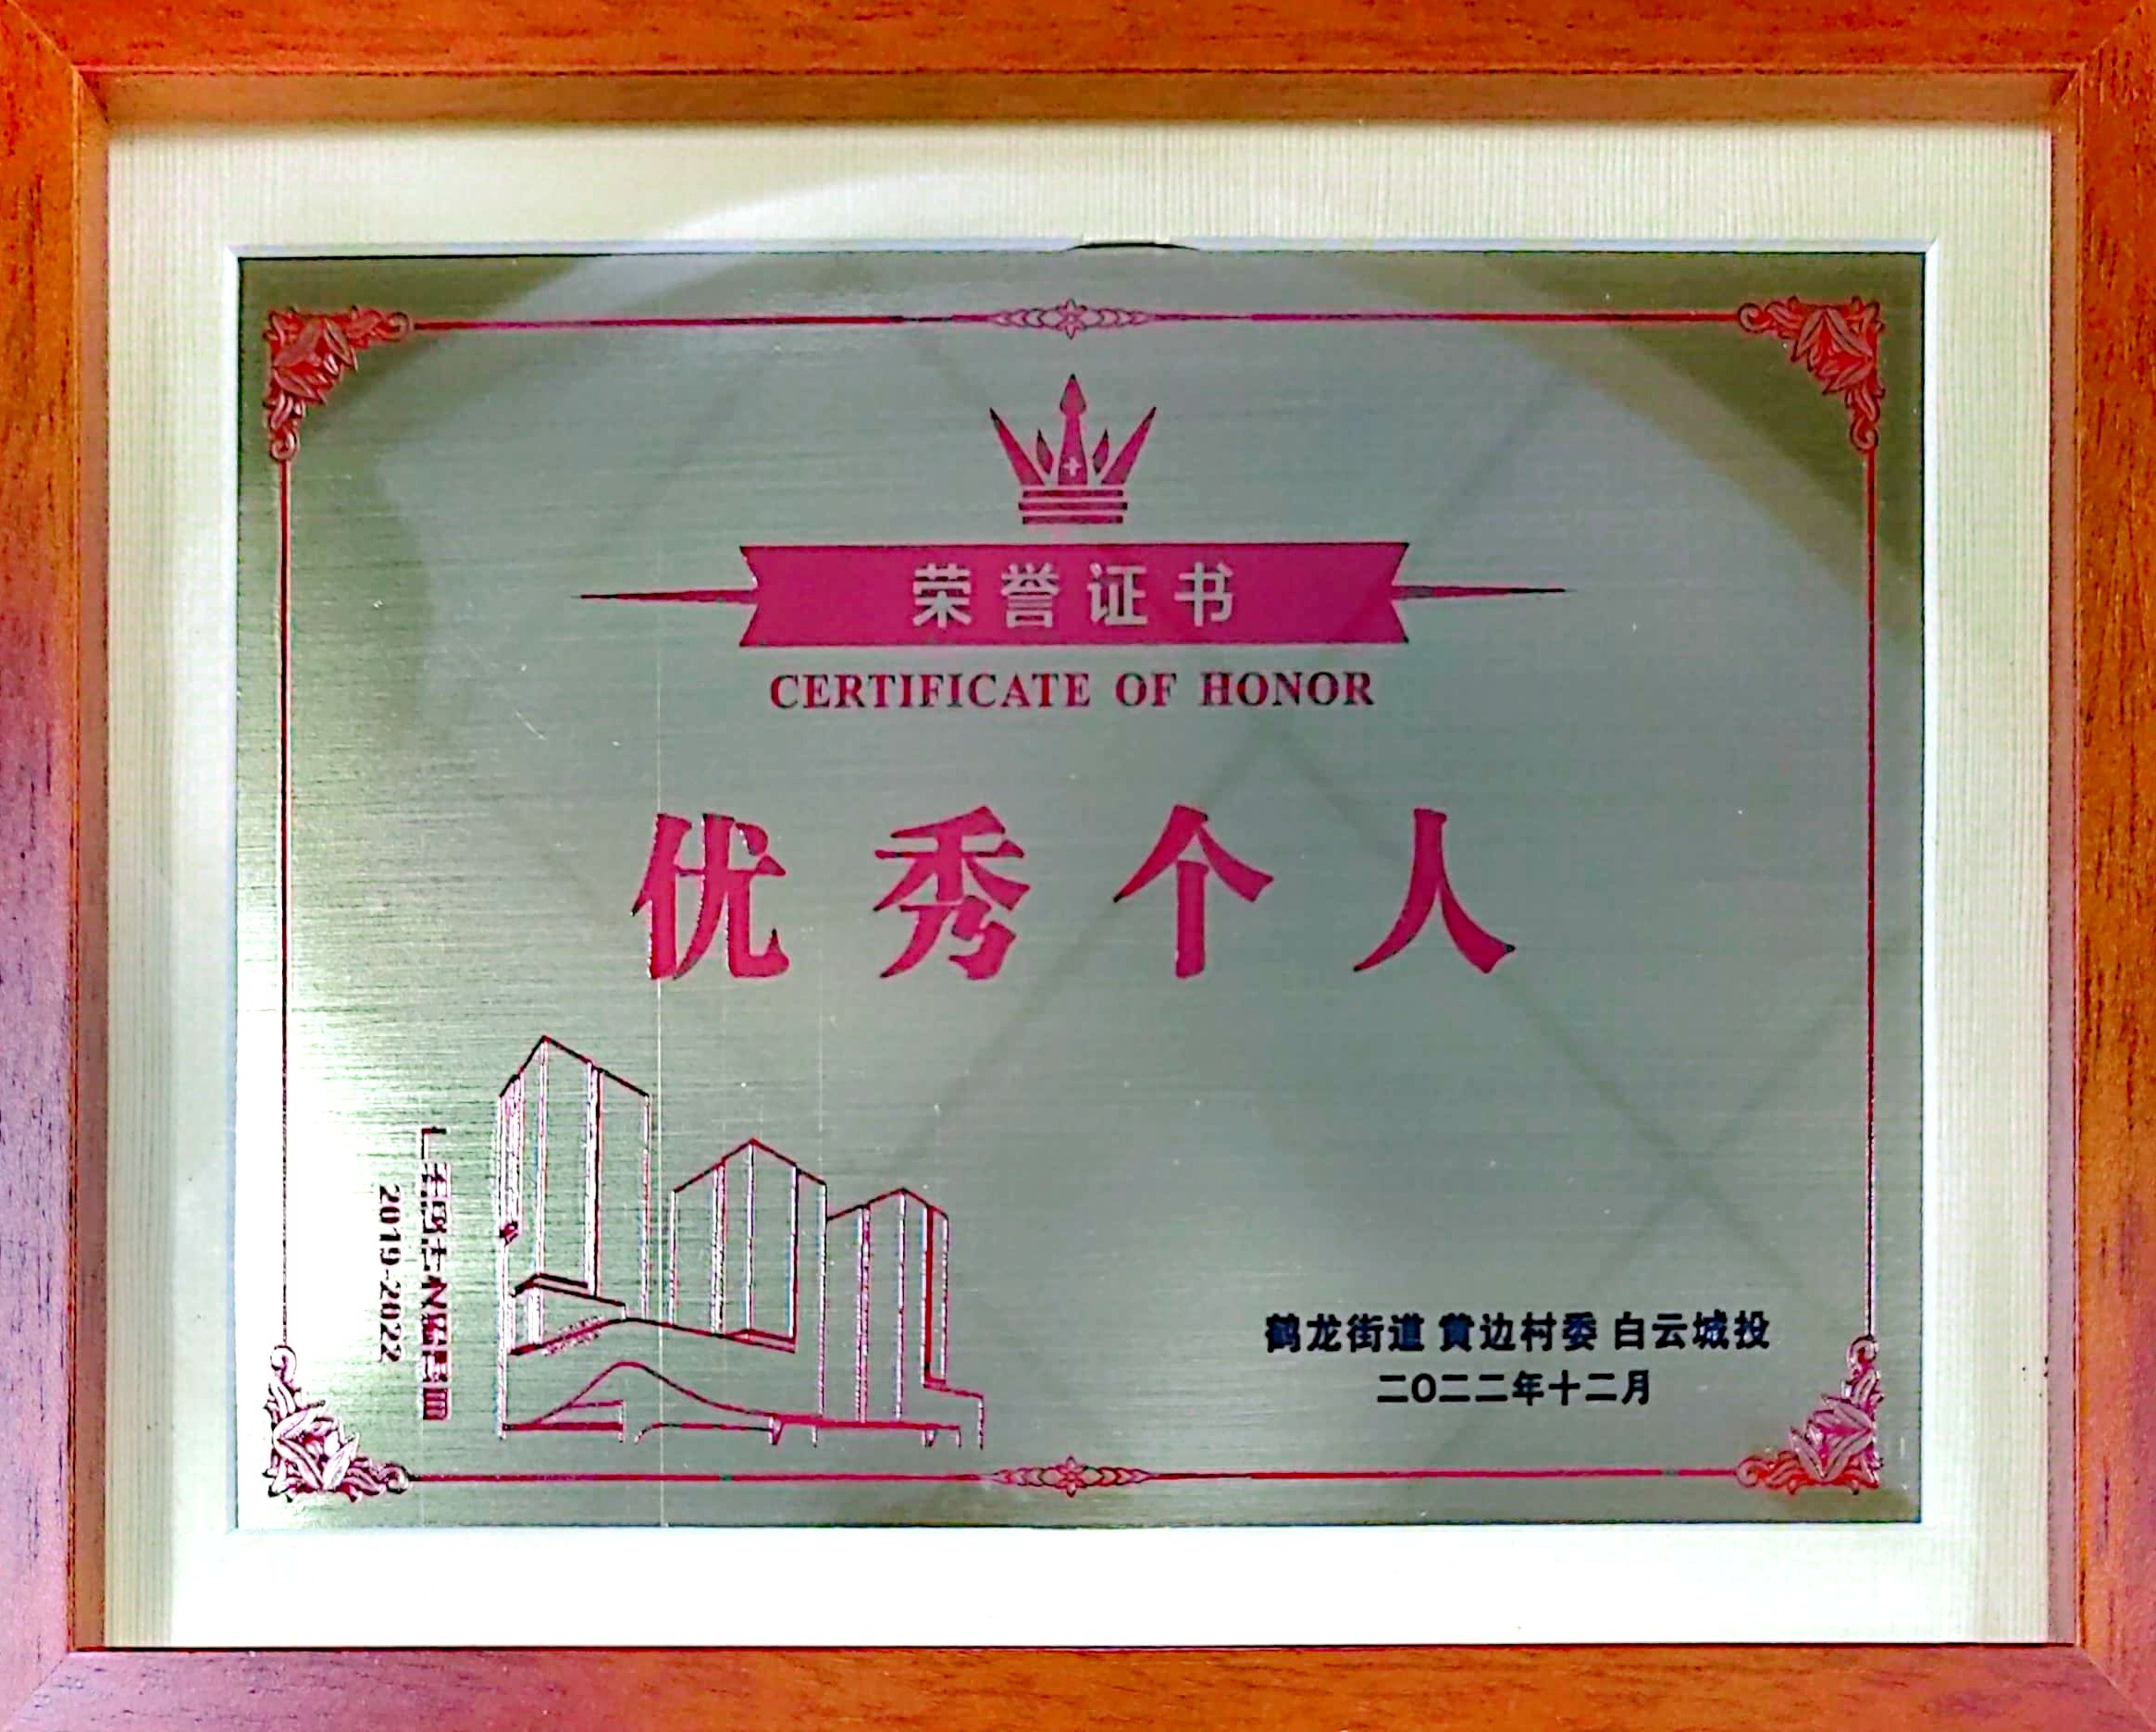 荣誉证书
CERTIFICATE OF HONOR
优秀个人
2019-2022
鹤龙街道 黄边村委 白云城投
二〇二二年十二月